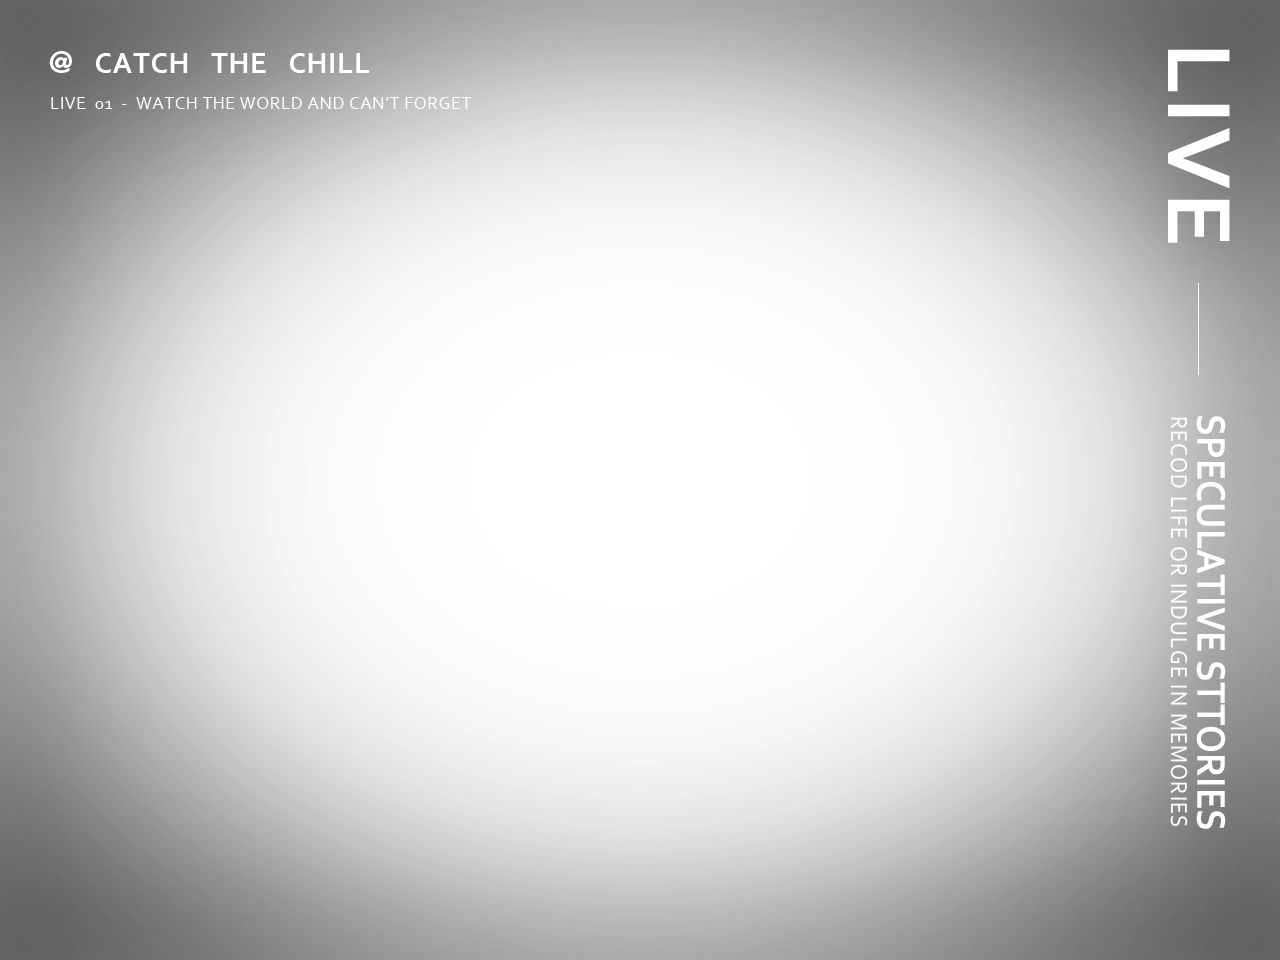 @ CATCH THE CHILL
LIVE 01 - WATCH THE WORLD AND CAN'T FORGET
LIVE
SPECULATIVE STTORIES
RECOD LIFE OR INDULGE IN MEMORIES